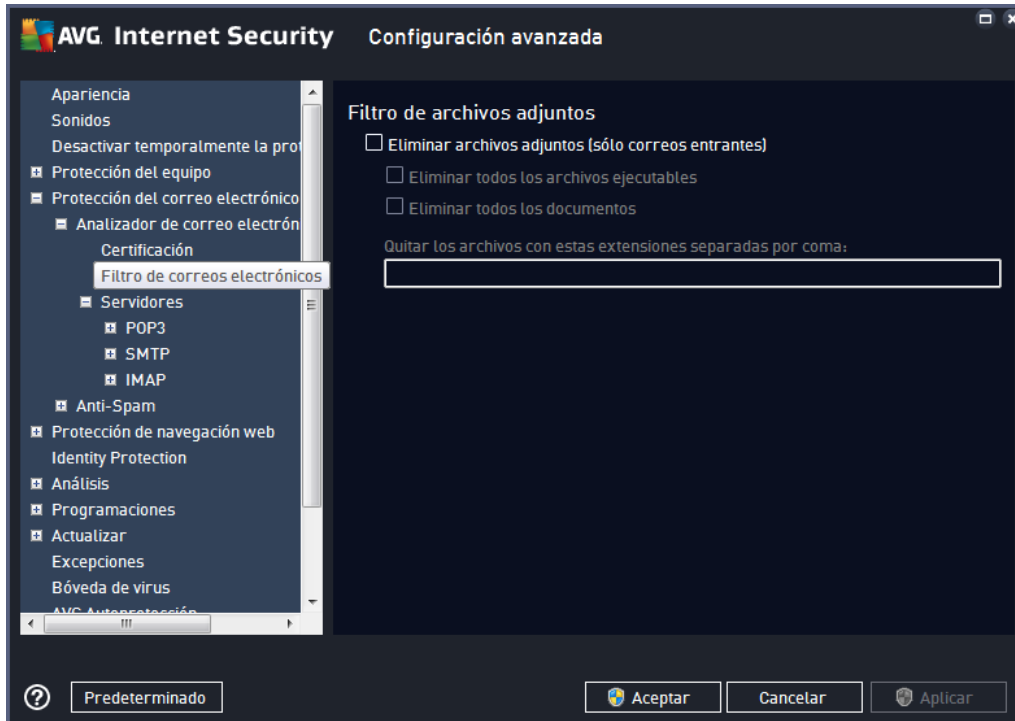 AVG Internet Security
Configuración avanzada
Apariencia
Sonidos
Desactivar temporalmente la pro
Protección del equipo
Protección del correo electrónico
Analizador de correo electrón
Certificación
Filtro de correos electrónicos
Servidores
POP3
SMTP
IMAP
Anti-Spam
Protección de navegación web
Identity Protection
Análisis
Programaciones
Actualizar
Excepciones
Bóveda de virus
AVG Autoprotección
Filtro de archivos adjuntos
Eliminar archivos adjuntos (sólo correos entrantes)
Eliminar todos los archivos ejecutables
Eliminar todos los documentos
Quitar los archivos con estas extensiones separadas por coma:
Predeterminado
Aceptar
Cancelar
Aplicar